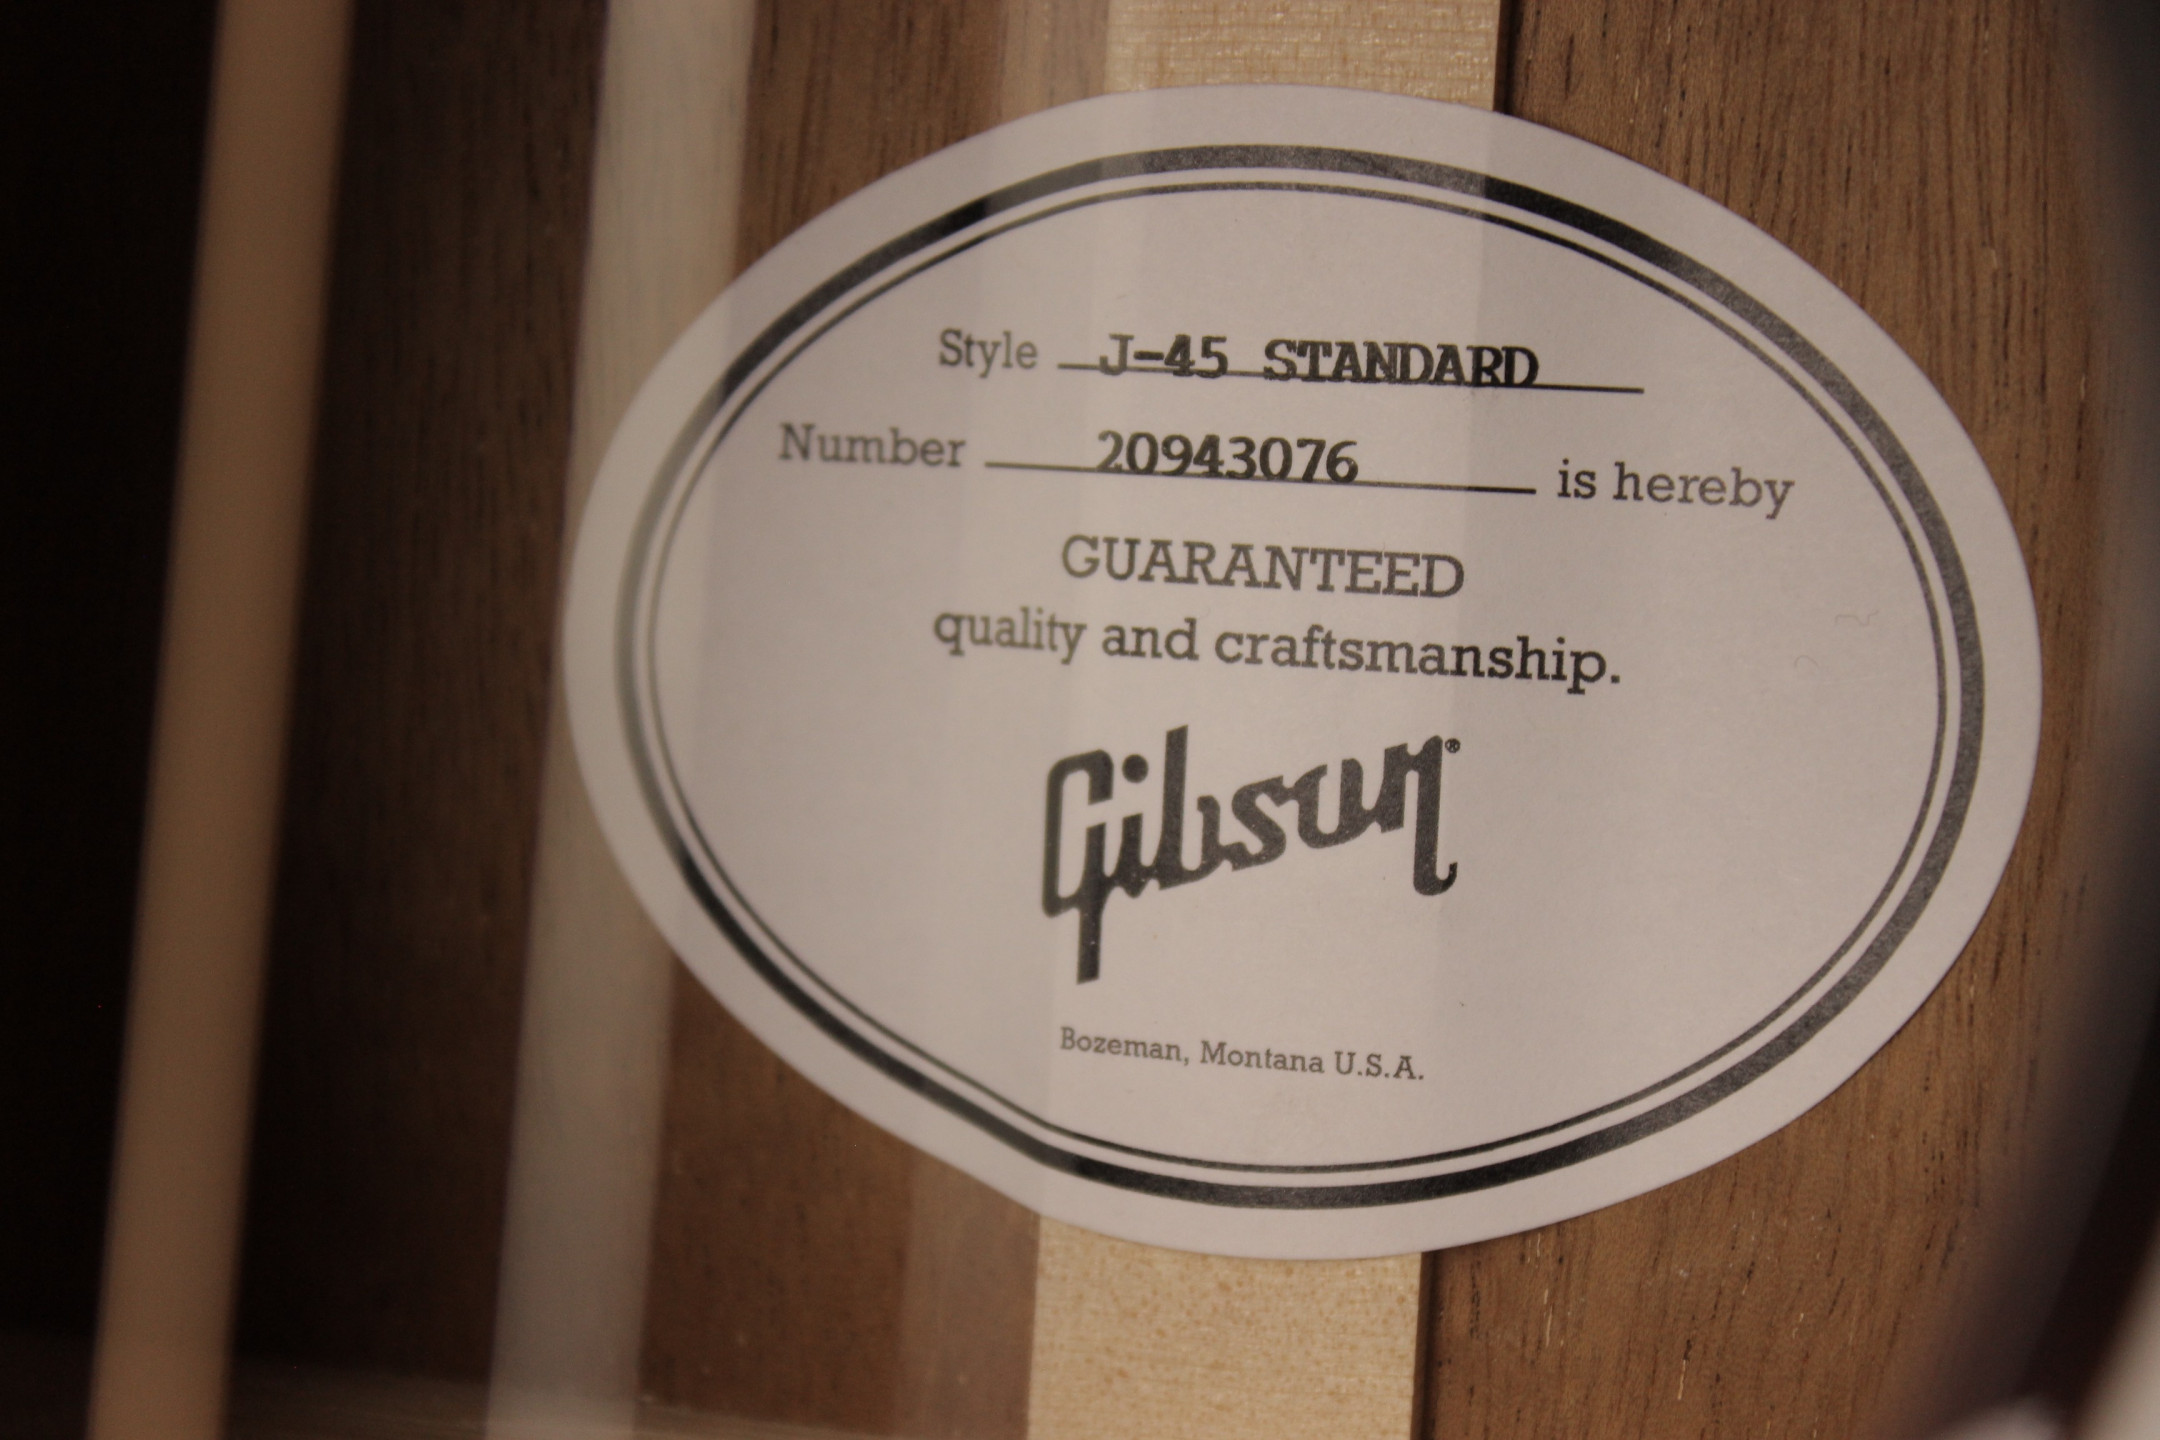 Style J-45 STANDARD
Number 20943076 is hereby
GUARANTEED
quality and craftsmanship.
Gibson®
Bozeman, Montana U.S.A.